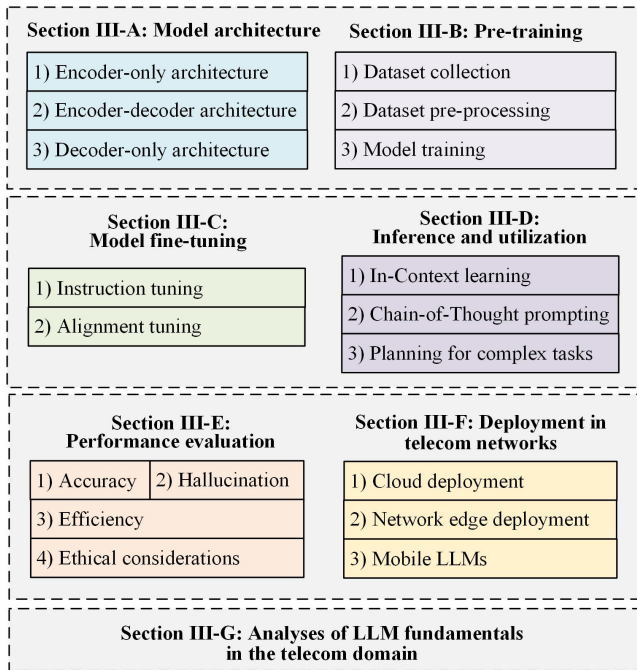 Section III-A: Model architecture
1) Encoder-only architecture
2) Encoder-decoder architecture
3) Decoder-only architecture
Section III-B: Pre-training
1) Dataset collection
2) Dataset pre-processing
3) Model training
Section III-C:
Model fine-tuning
1) Instruction tuning
2) Alignment tuning
Section III-D:
Inference and utilization
1) In-Context learning
2) Chain-of-Thought prompting
3) Planning for complex tasks
Section III-E:
Performance evaluation
1) Accuracy
2) Hallucination
3) Efficiency
4) Ethical considerations
Section III-F: Deployment in
telecom networks
1) Cloud deployment
2) Network edge deployment
3) Mobile LLMs
Section III-G: Analyses of LLM fundamentals
in the telecom domain